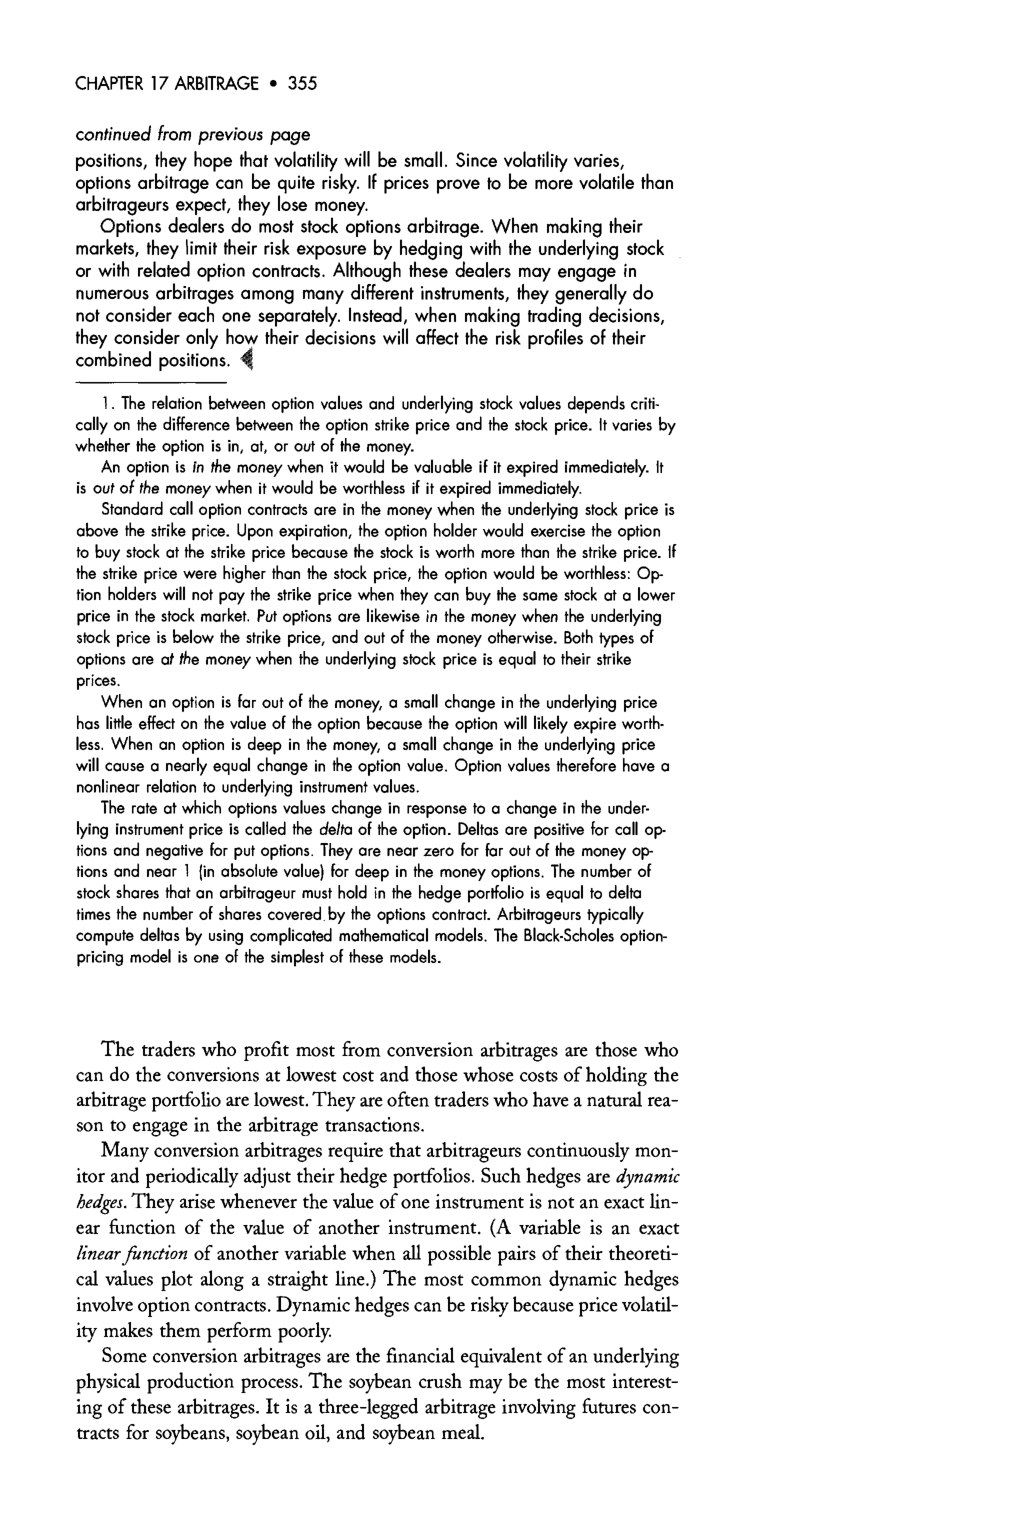 CHAPTER 17 ARBITRAGE • 355
continued from previous page
positions, they hope that volatility will be small. Since volatility varies,
options arbitrage can be quite risky. If prices prove to be more volatile than
arbitrageurs expect, they lose money.
Options dealers do most stock options arbitrage. When making their
markets, they limit their risk exposure by hedging with the underlying stock
or with related option contracts. Although these dealers may engage in
numerous arbitrages among many different instruments, they generally do
not consider each one separately. Instead, when making trading decisions,
they consider only how their decisions will affect the risk profiles of their
combined positions. ◀
1. The relation between option values and underlying stock values depends criti-
cally on the difference between the option strike price and the stock price. It varies by
whether the option is in, at, or out of the money.
An option is in the money when it would be valuable if it expired immediately. It
is out of the money when it would be worthless if it expired immediately.
Standard call option contracts are in the money when the underlying stock price is
above the strike price. Upon expiration, the option holder would exercise the option
to buy stock at the strike price because the stock is worth more than the strike price. If
the strike price were higher than the stock price, the option would be worthless: Op-
tion holders will not pay the strike price when they can buy the same stock at a lower
price in the stock market. Put options are likewise in the money when the underlying
stock price is below the strike price, and out of the money otherwise. Both types of
options are at the money when the underlying stock price is equal to their strike
prices.
When an option is far out of the money, a small change in the underlying price
has little effect on the value of the option because the option will likely expire worth-
less. When an option is deep in the money, a small change in the underlying price
will cause a nearly equal change in the option value. Option values therefore have a
nonlinear relation to underlying instrument values.
The rate at which options values change in response to a change in the under-
lying instrument price is called the delta of the option. Deltas are positive for call op-
tions and negative for put options. They are near zero for far out of the money op-
tions and near 1 (in absolute value) for deep in the money options. The number of
stock shares that an arbitrageur must hold in the hedge portfolio is equal to delta
times the number of shares covered by the options contract. Arbitrageurs typically
compute deltas by using complicated mathematical models. The Black-Scholes option-
pricing model is one of the simplest of these models.
The traders who profit most from conversion arbitrages are those who
can do the conversions at lowest cost and those whose costs of holding the
arbitrage portfolio are lowest. They are often traders who have a natural rea-
son to engage in the arbitrage transactions.
Many conversion arbitrages require that arbitrageurs continuously mon-
itor and periodically adjust their hedge portfolios. Such hedges are dynamic
hedges. They arise whenever the value of one instrument is not an exact lin-
ear function of the value of another instrument. (A variable is an exact
linear function of another variable when all possible pairs of their theoreti-
cal values plot along a straight line.) The most common dynamic hedges
involve option contracts. Dynamic hedges can be risky because price volatil-
ity makes them perform poorly.
Some conversion arbitrages are the financial equivalent of an underlying
physical production process. The soybean crush may be the most interest-
ing of these arbitrages. It is a three-legged arbitrage involving futures con-
tracts for soybeans, soybean oil, and soybean meal.